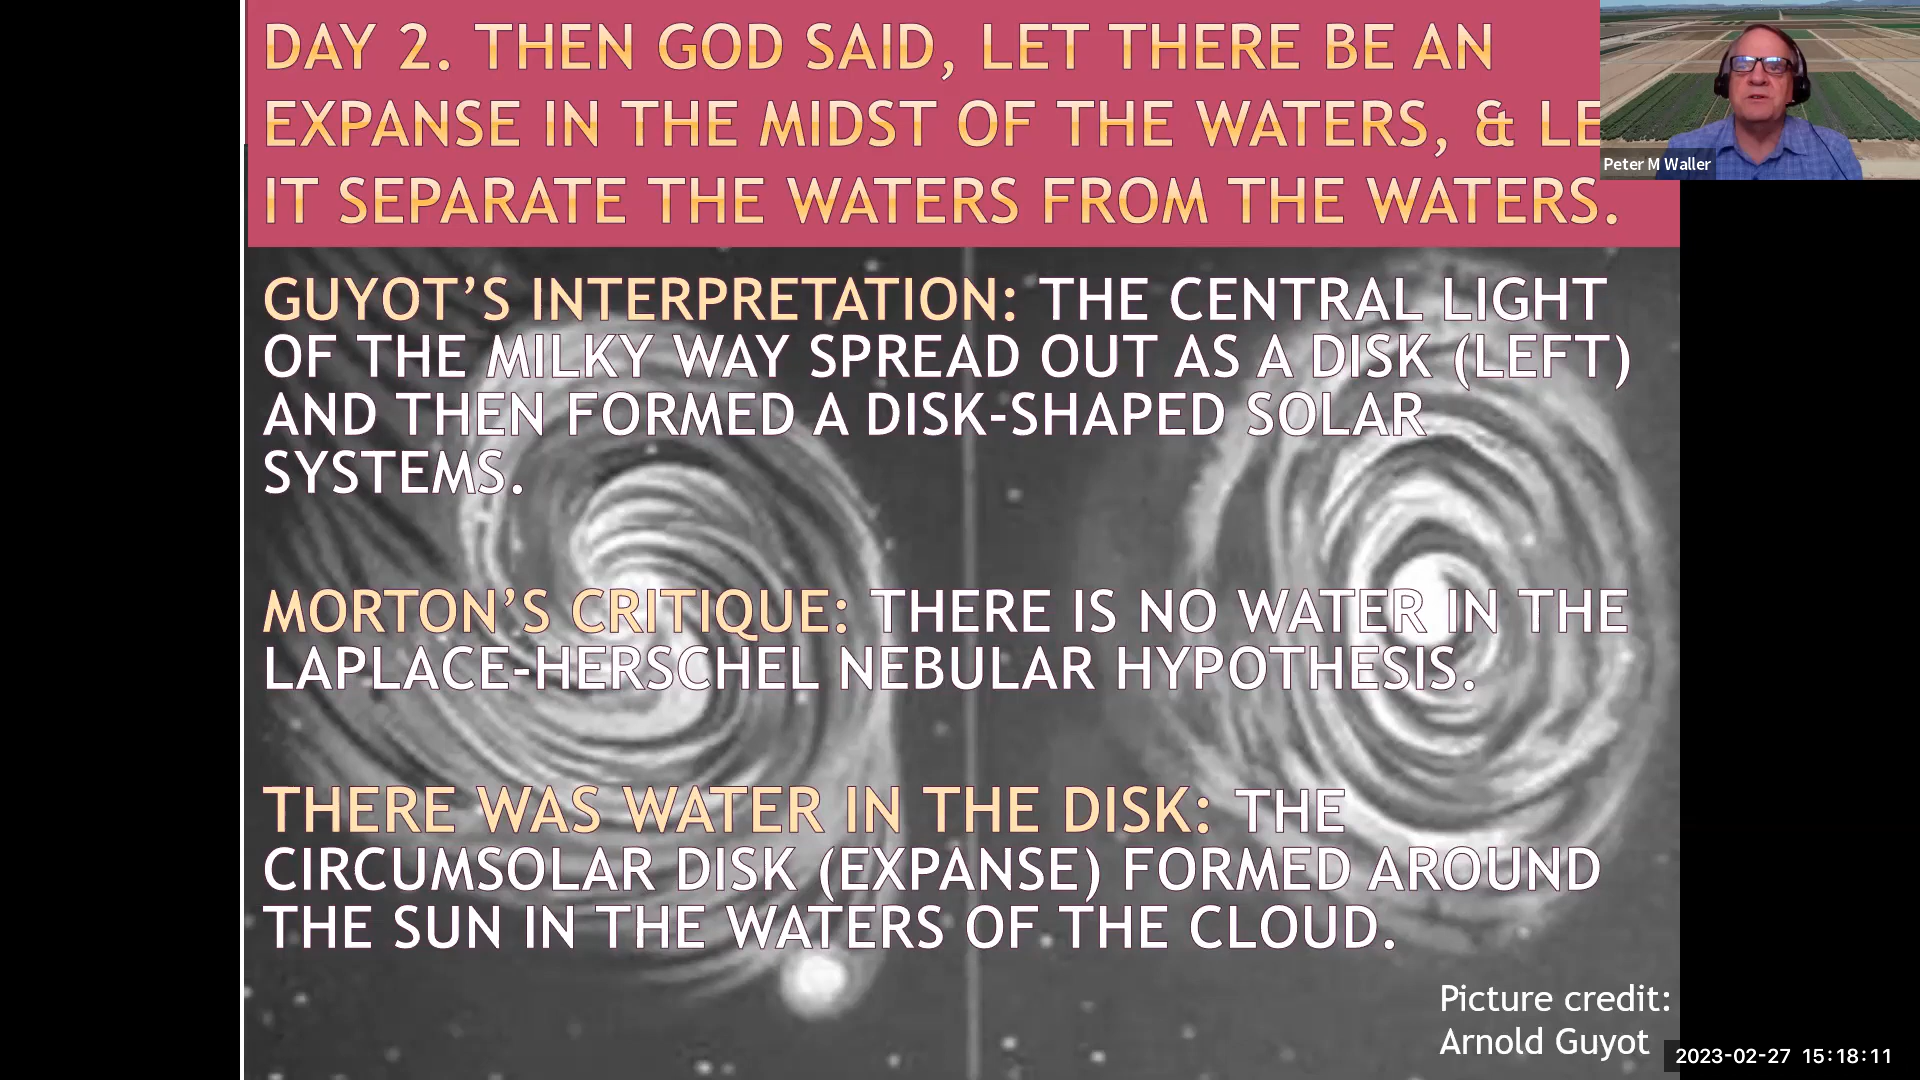 DAY 2. THEN GOD SAID, LET THERE BE AN
EXPANSE IN THE MIDST OF THE WATERS, & LE
IT SEPARATE THE WATERS FROM THE WATERS.
Peter M Waller
GUYOT’S INTERPRETATION: THE CENTRAL LIGHT
OF THE MILKY WAY SPREAD OUT AS A DISK (LEFT)
AND THEN FORMED A DISK-SHAPED SOLAR
SYSTEMS.
MORTON’S CRITIQUE: THERE IS NO WATER IN THE
LAPLACE-HERSCHEL NEBULAR HYPOTHESIS.
THERE WAS WATER IN THE DISK: THE
CIRCUMSOLAR DISK (EXPANSE) FORMED AROUND
THE SUN IN THE WATERS OF THE CLOUD.
Picture credit:
Arnold Guyot
2023-02-27 15:18:11